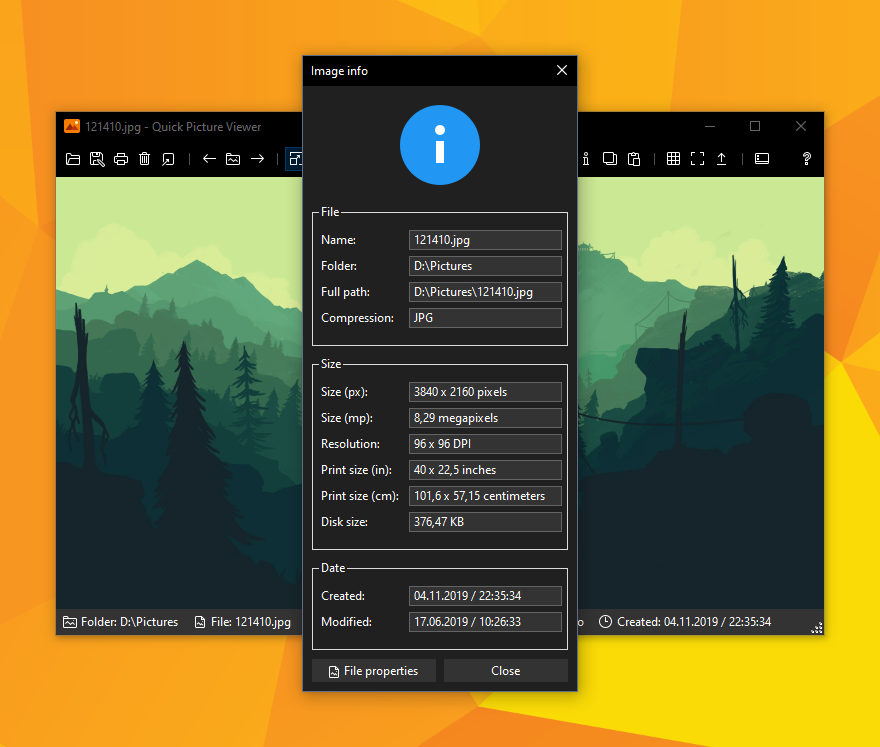 Image info
121410.jpg - Quick Picture Viewer
File
Name: 121410.jpg
Folder: D:\Pictures
Full path: D:\Pictures\121410.jpg
Compression: JPG
Size
Size (px): 3840 x 2160 pixels
Size (mp): 8,29 megapixels
Resolution: 96 x 96 DPI
Print size (in): 40 x 22,5 inches
Print size (cm): 101,6 x 57,15 centimeters
Disk size: 376,47 KB
Date
Created: 04.11.2019 / 22:35:34
Modified: 17.06.2019 / 10:26:33
File properties Close
Folder: D:\Pictures File: 121410.jpg Created: 04.11.2019 / 22:35:34